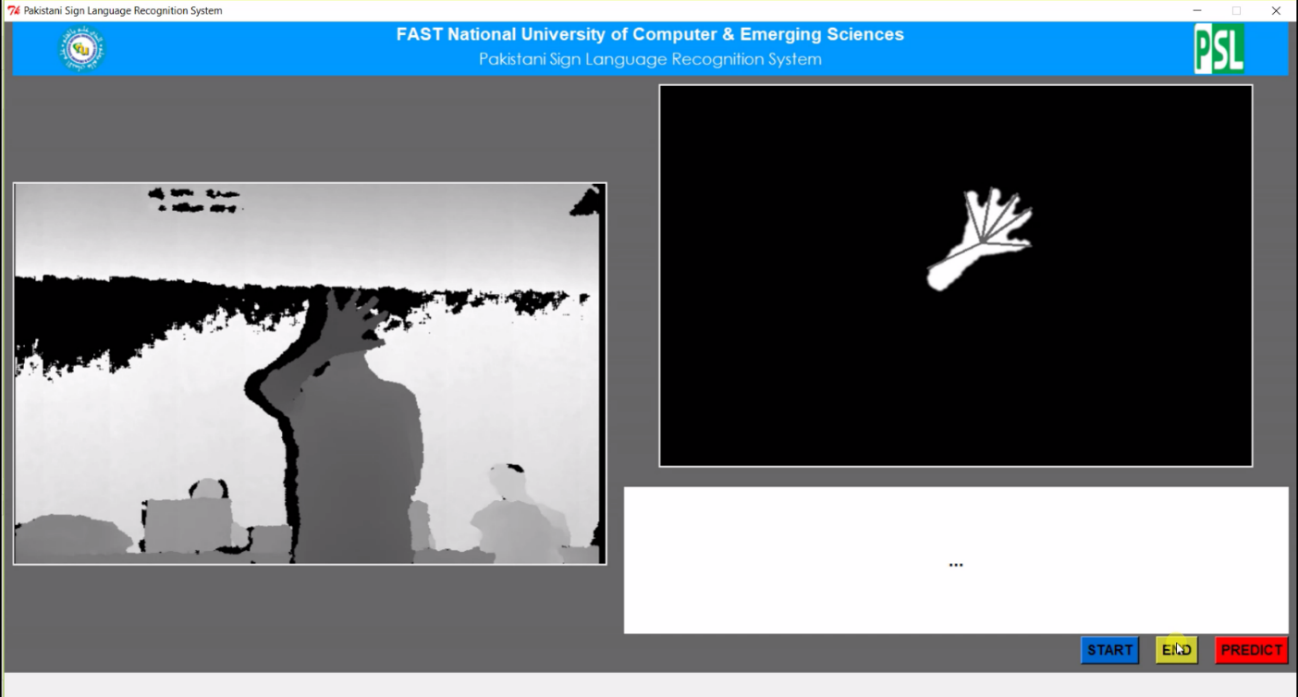 Pakistani Sign Language Recognition System
FAST National University of Computer & Emerging Sciences
Pakistani Sign Language Recognition System
PSL
...
START
END
PREDICT